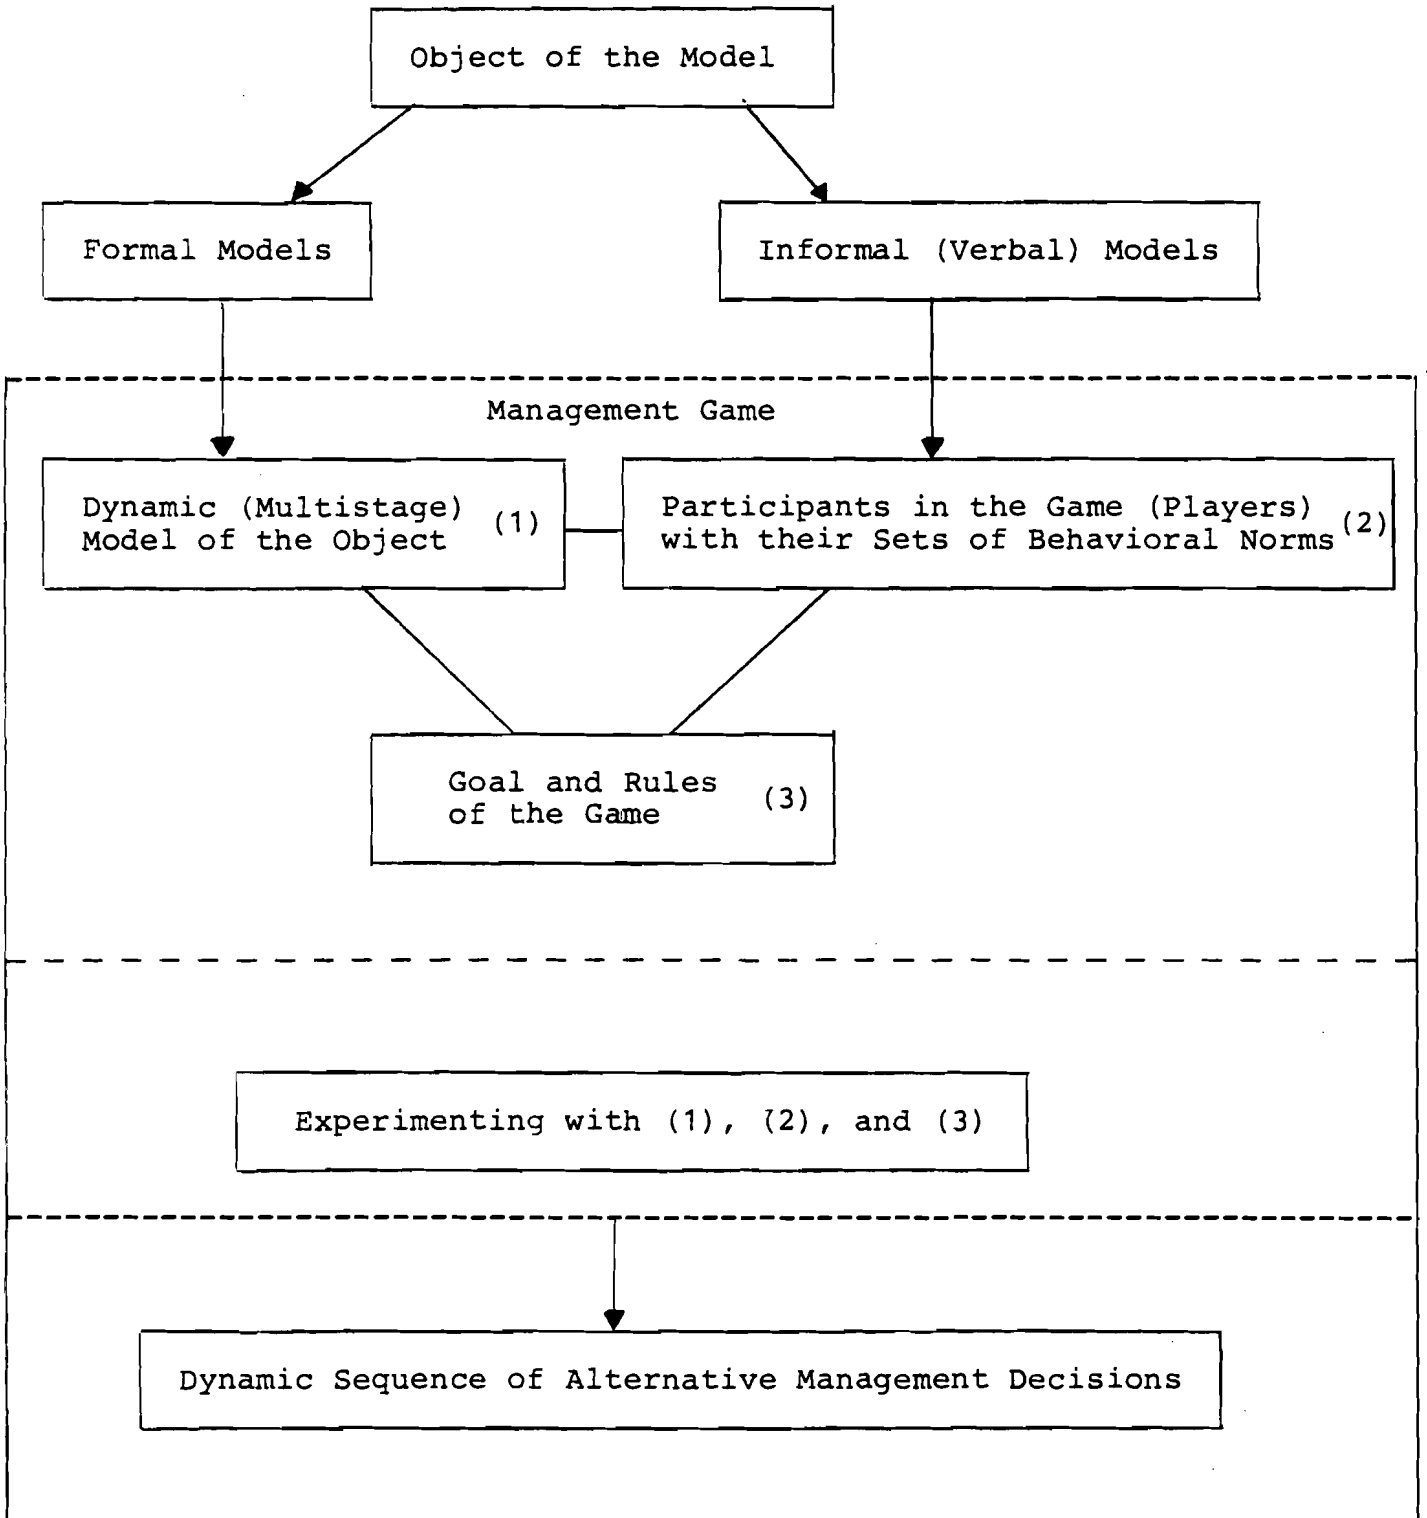 Object of the Model
Formal Models
Informal (Verbal) Models
Management Game
Dynamic (Multistage)
Model of the Object
(1)
Participants in the Game (Players)
with their Sets of Behavioral Norms
(2)
Goal and Rules
of the Game
(3)
Experimenting with (1), (2), and (3)
Dynamic Sequence of Alternative Management Decisions